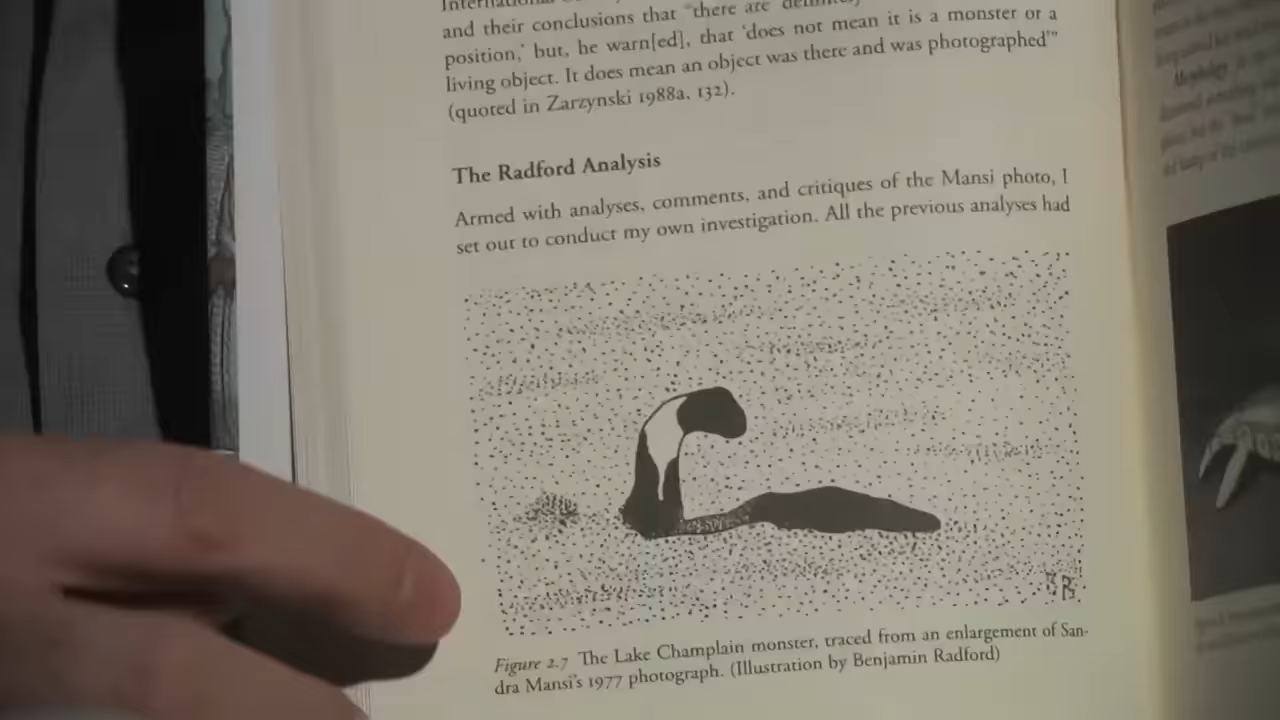 and their conclusions that "there are
position,' but, he warn[ed], that 'does not mean it is a monster or a
living object. It does mean an object was there and was photographed'"
(quoted in Zarzynski 1988a, 132).
The Radford Analysis
Armed with analyses, comments, and critiques of the Mansi photo, I
set out to conduct my own investigation. All the previous analyses had
BR
Figure 2.7 The Lake Champlain monster, traced from an enlargement of San-
dra Mansi's 1977 photograph. (Illustration by Benjamin Radford)
Morphology